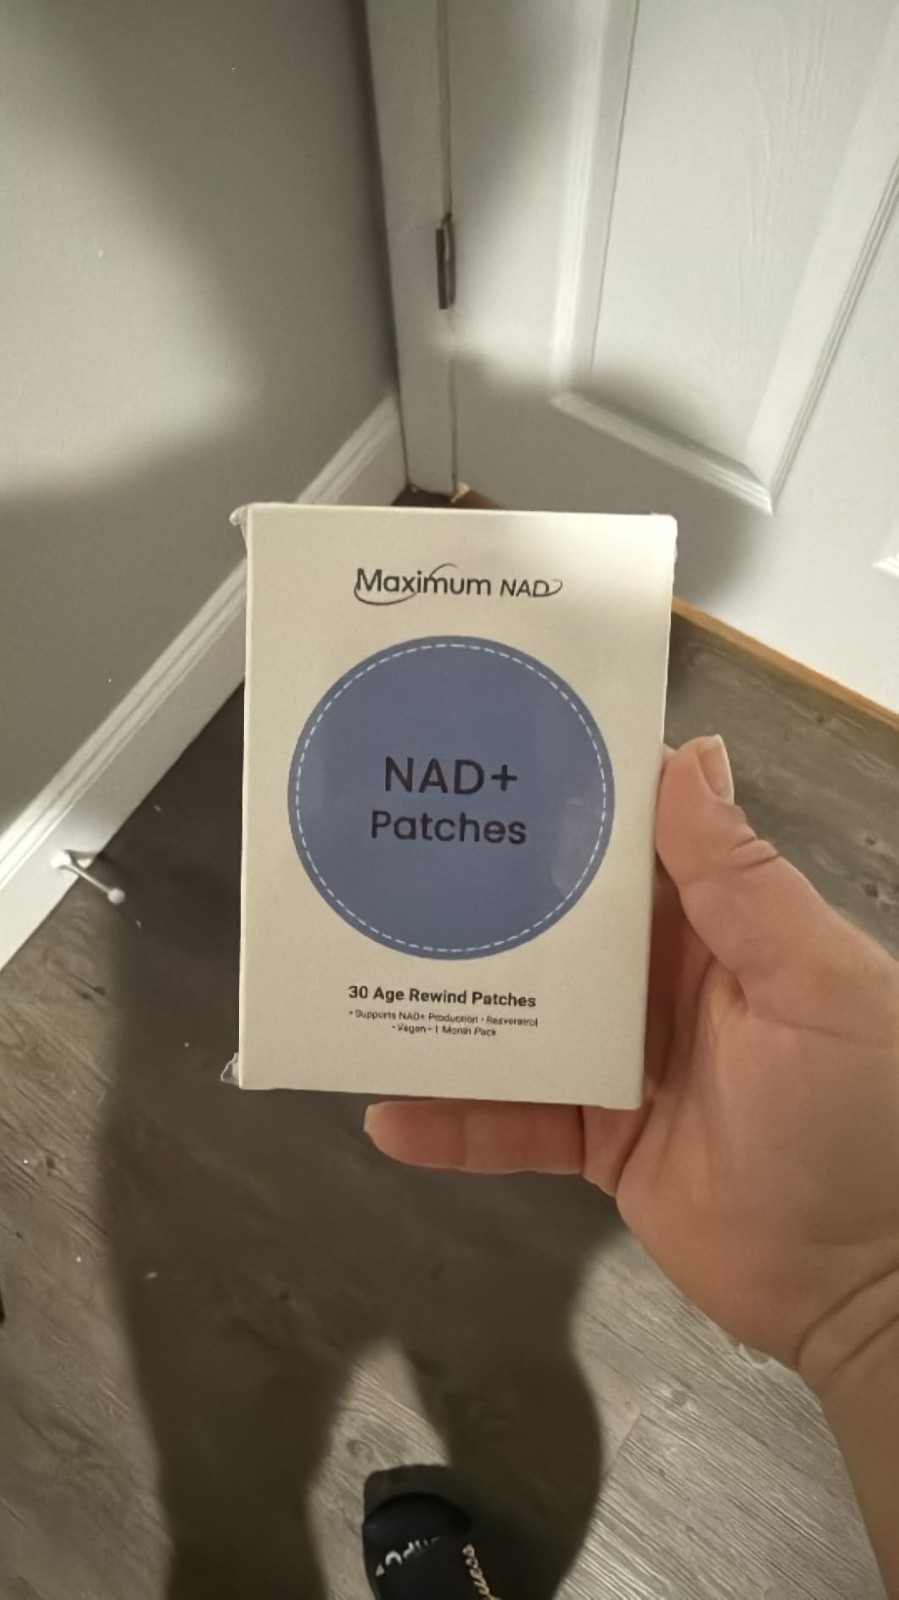 Maximum NAD
NAD+
Patches
30 Age Rewind Patches
• Supports NAD+ Production • Resveratrol
• Vegan • 1 Month Pack